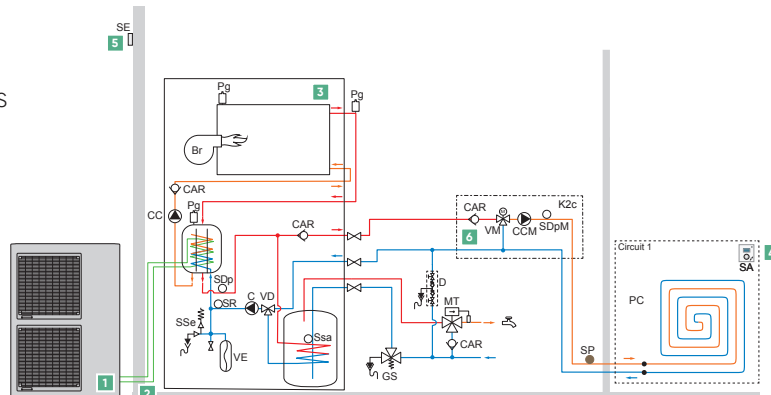 SE
5
S
3
Pg
Pg
Br
CAR
CC
Pg
K2c
CAR
CAR
6
VM
CCM
SDpM
Circuit 1
SA
PC
SDp
D
SR
C
VD
MT
SSe
Ssa
VE
CAR
SP
GS
1
2